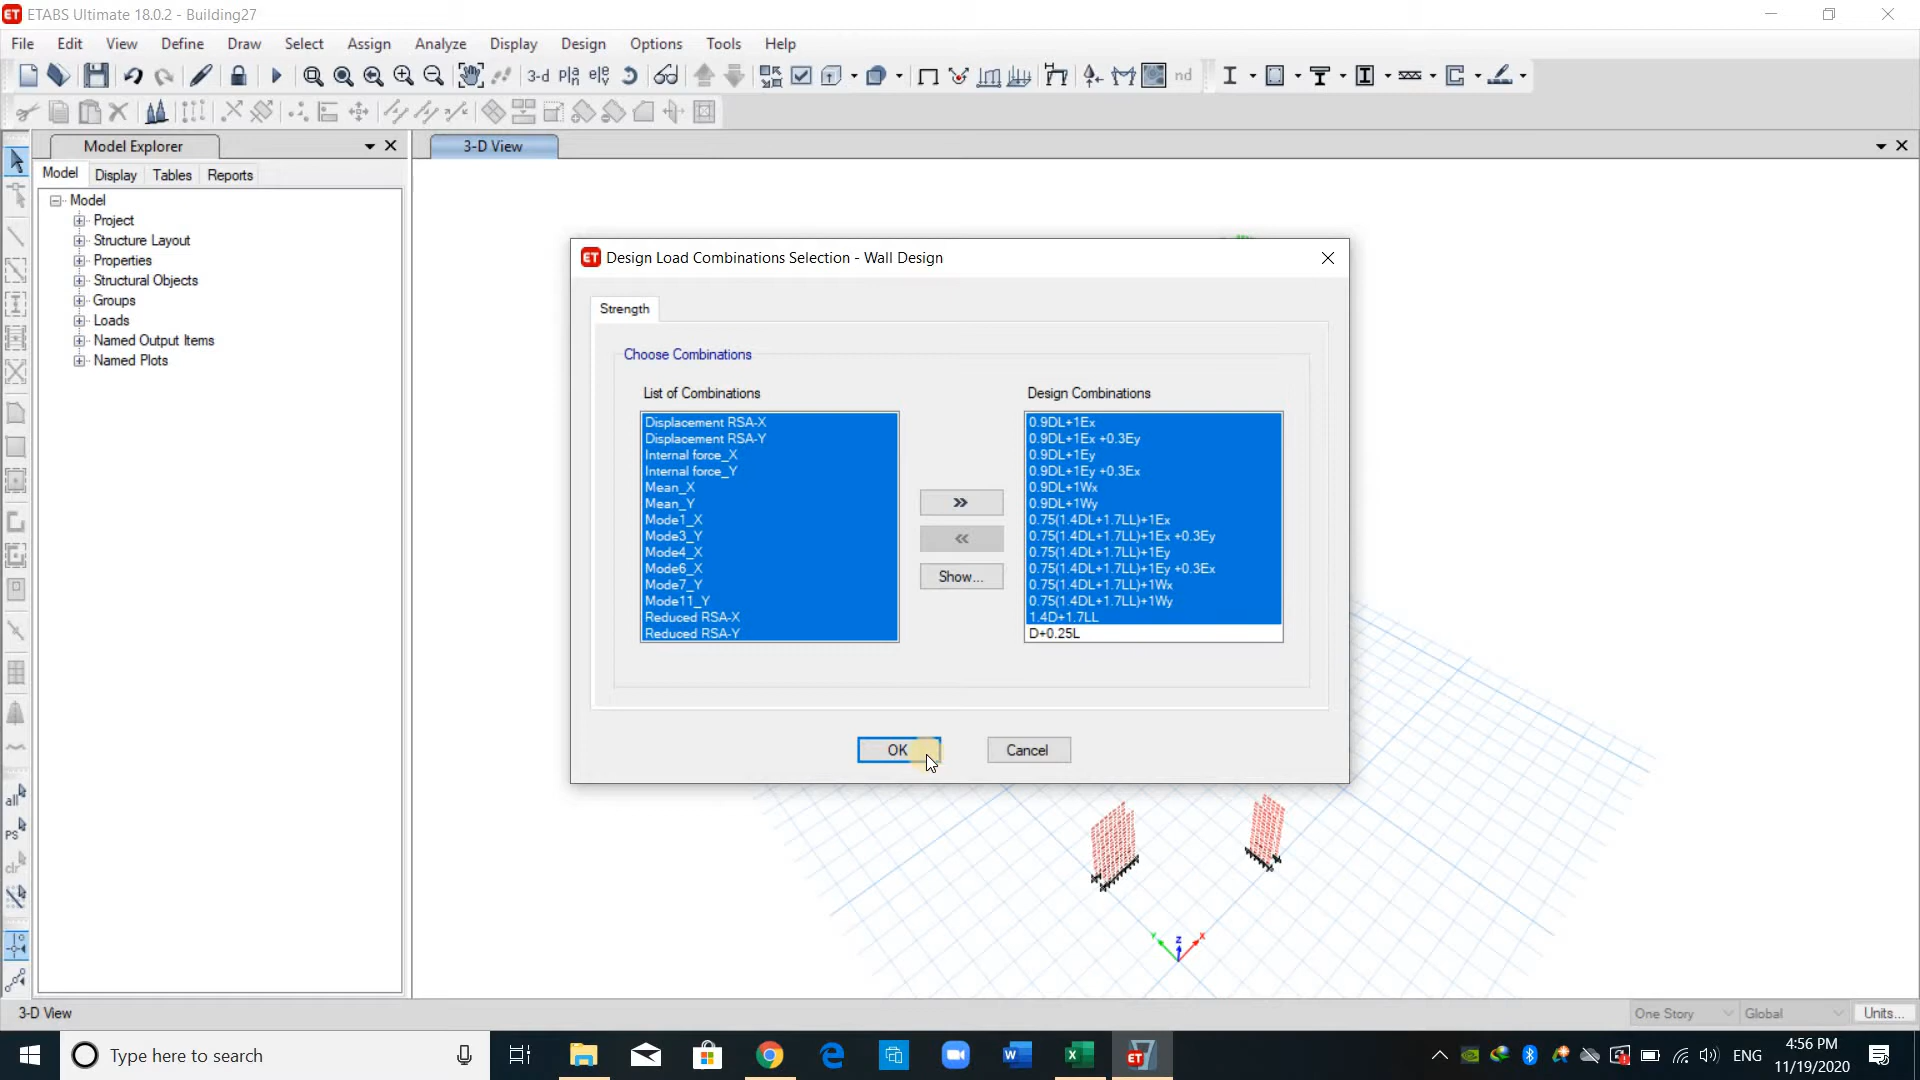 ETABS Ultimate 18.0.2 - Building27
File Edit View Define Draw Select Assign Analyze Display Design Options Tools Help
3-d Pla ele nd
Model Explorer
3-D View
Model Display Tables Reports
Model
Project
Structure Layout
Properties
Structural Objects
Groups
Loads
Named Output Items
Named Plots
Design Load Combinations Selection - Wall Design
Strength
Choose Combinations
List of Combinations
Displacement RSA-X
Displacement RSA-Y
Internal force_X
Internal force_Y
Mean_X
Mean_Y
Mode1_X
Mode3_Y
Mode4_X
Mode6_X
Mode7_Y
Mode11_Y
Reduced RSA-X
Reduced RSA-Y
>>
<<
Show...
Design Combinations
0.9DL+1Ex
0.9DL+1Ex +0.3Ey
0.9DL+1Ey
0.9DL+1Ey +0.3Ex
0.9DL+1Wx
0.9DL+1Wy
0.75(1.4DL+1.7LL)+1Ex
0.75(1.4DL+1.7LL)+1Ex +0.3Ey
0.75(1.4DL+1.7LL)+1Ey
0.75(1.4DL+1.7LL)+1Ey +0.3Ex
0.75(1.4DL+1.7LL)+1Wx
0.75(1.4DL+1.7LL)+1Wy
1.4D+1.7LL
D+0.25L
OK Cancel
all
PS
clr
Y Z X
3-D View
One Story Global Units...
Type here to search
ENG
4:56 PM
11/19/2020